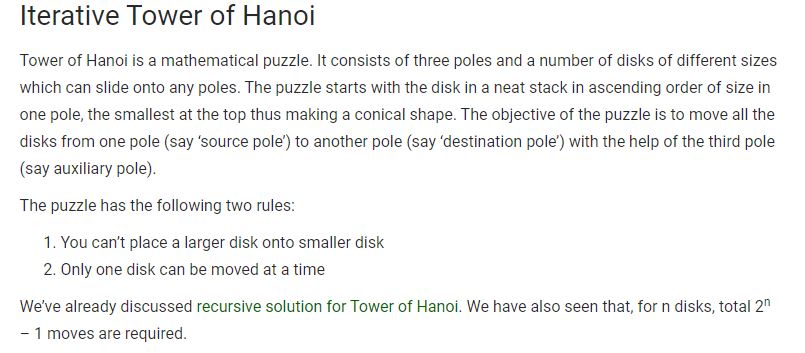 Iterative Tower of Hanoi
Tower of Hanoi is a mathematical puzzle. It consists of three poles and a number of disks of different sizes
which can slide onto any poles. The puzzle starts with the disk in a neat stack in ascending order of size in
one pole, the smallest at the top thus making a conical shape. The objective of the puzzle is to move all the
disks from one pole (say ‘source pole’) to another pole (say ‘destination pole’) with the help of the third pole
(say auxiliary pole).
The puzzle has the following two rules:
1. You can’t place a larger disk onto smaller disk
2. Only one disk can be moved at a time
We’ve already discussed recursive solution for Tower of Hanoi. We have also seen that, for n disks, total 2ⁿ
– 1 moves are required.